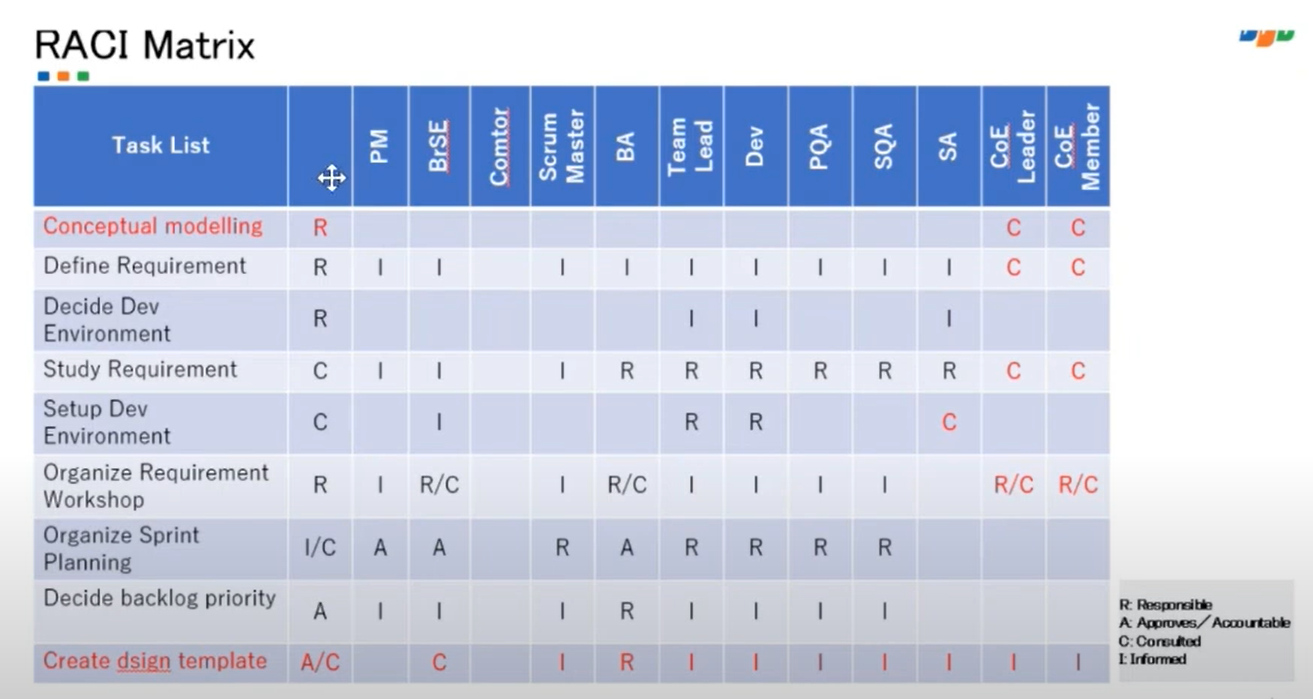 RACI Matrix
Task List PM BrSE Comtor Scrum Master BA Team Lead Dev PQA SQA SA CoE Leader CoE Member
Conceptual modelling R C C
Define Requirement R I I I I I I I I I C C
Decide Dev
Environment R I I I
Study Requirement C I I I R R R R R R C C
Setup Dev
Environment C I R R C
Organize Requirement
Workshop R I R/C I R/C I I I I R/C R/C
Organize Sprint
Planning I/C A A R A R R R R
Decide backlog priority A I I I R I I I I
Create dsign template A/C C I R I I I I I I I
R: Responsible
A: Approves/Accountable
C: Consulted
I: Informed